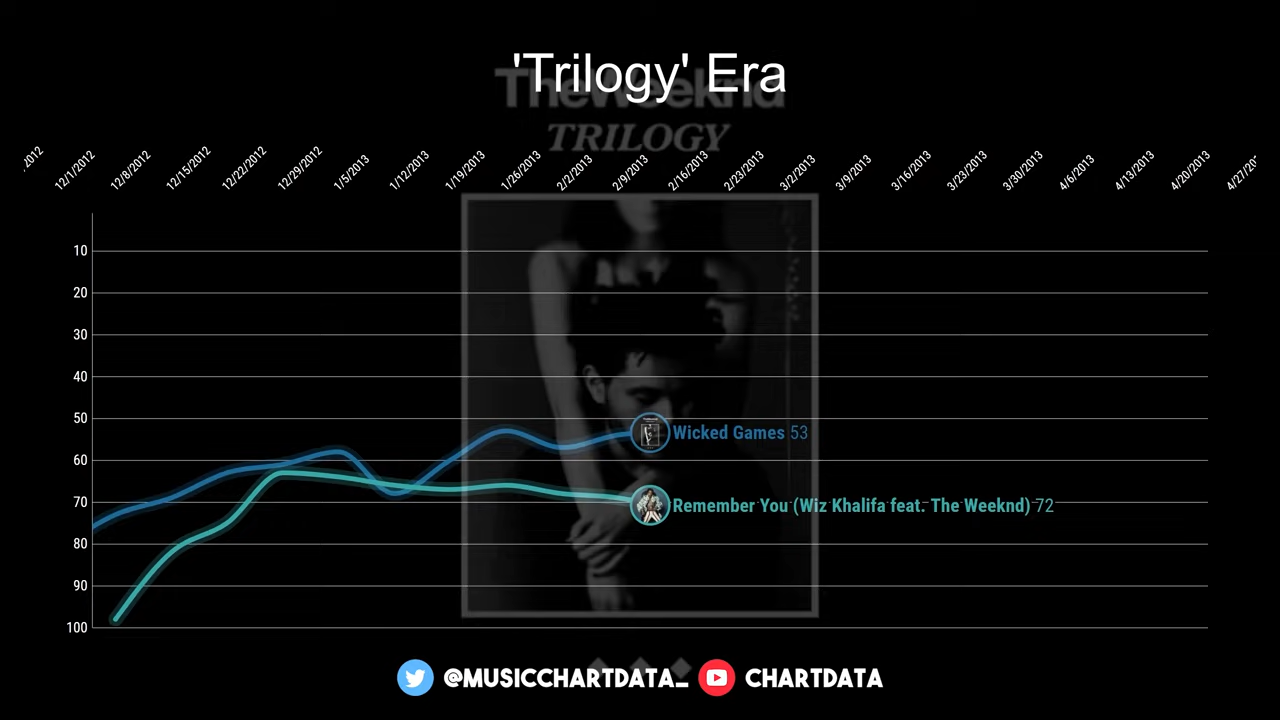 'Trilogy' Era
TheWeeknd
TRILOGY
/2012 12/1/2012 12/8/2012 12/15/2012 12/22/2012 12/29/2012 1/5/2013 1/12/2013 1/19/2013 1/26/2013 2/2/2013 2/9/2013 2/16/2013 2/23/2013 3/2/2013 3/9/2013 3/16/2013 3/23/2013 3/30/2013 4/6/2013 4/13/2013 4/20/2013 4/27/20
10
20
30
40
50
Wicked Games 53
60
70
Remember You (Wiz Khalifa feat. The Weeknd) 72
80
90
100
@MUSICCHARTDATA_ CHARTDATA